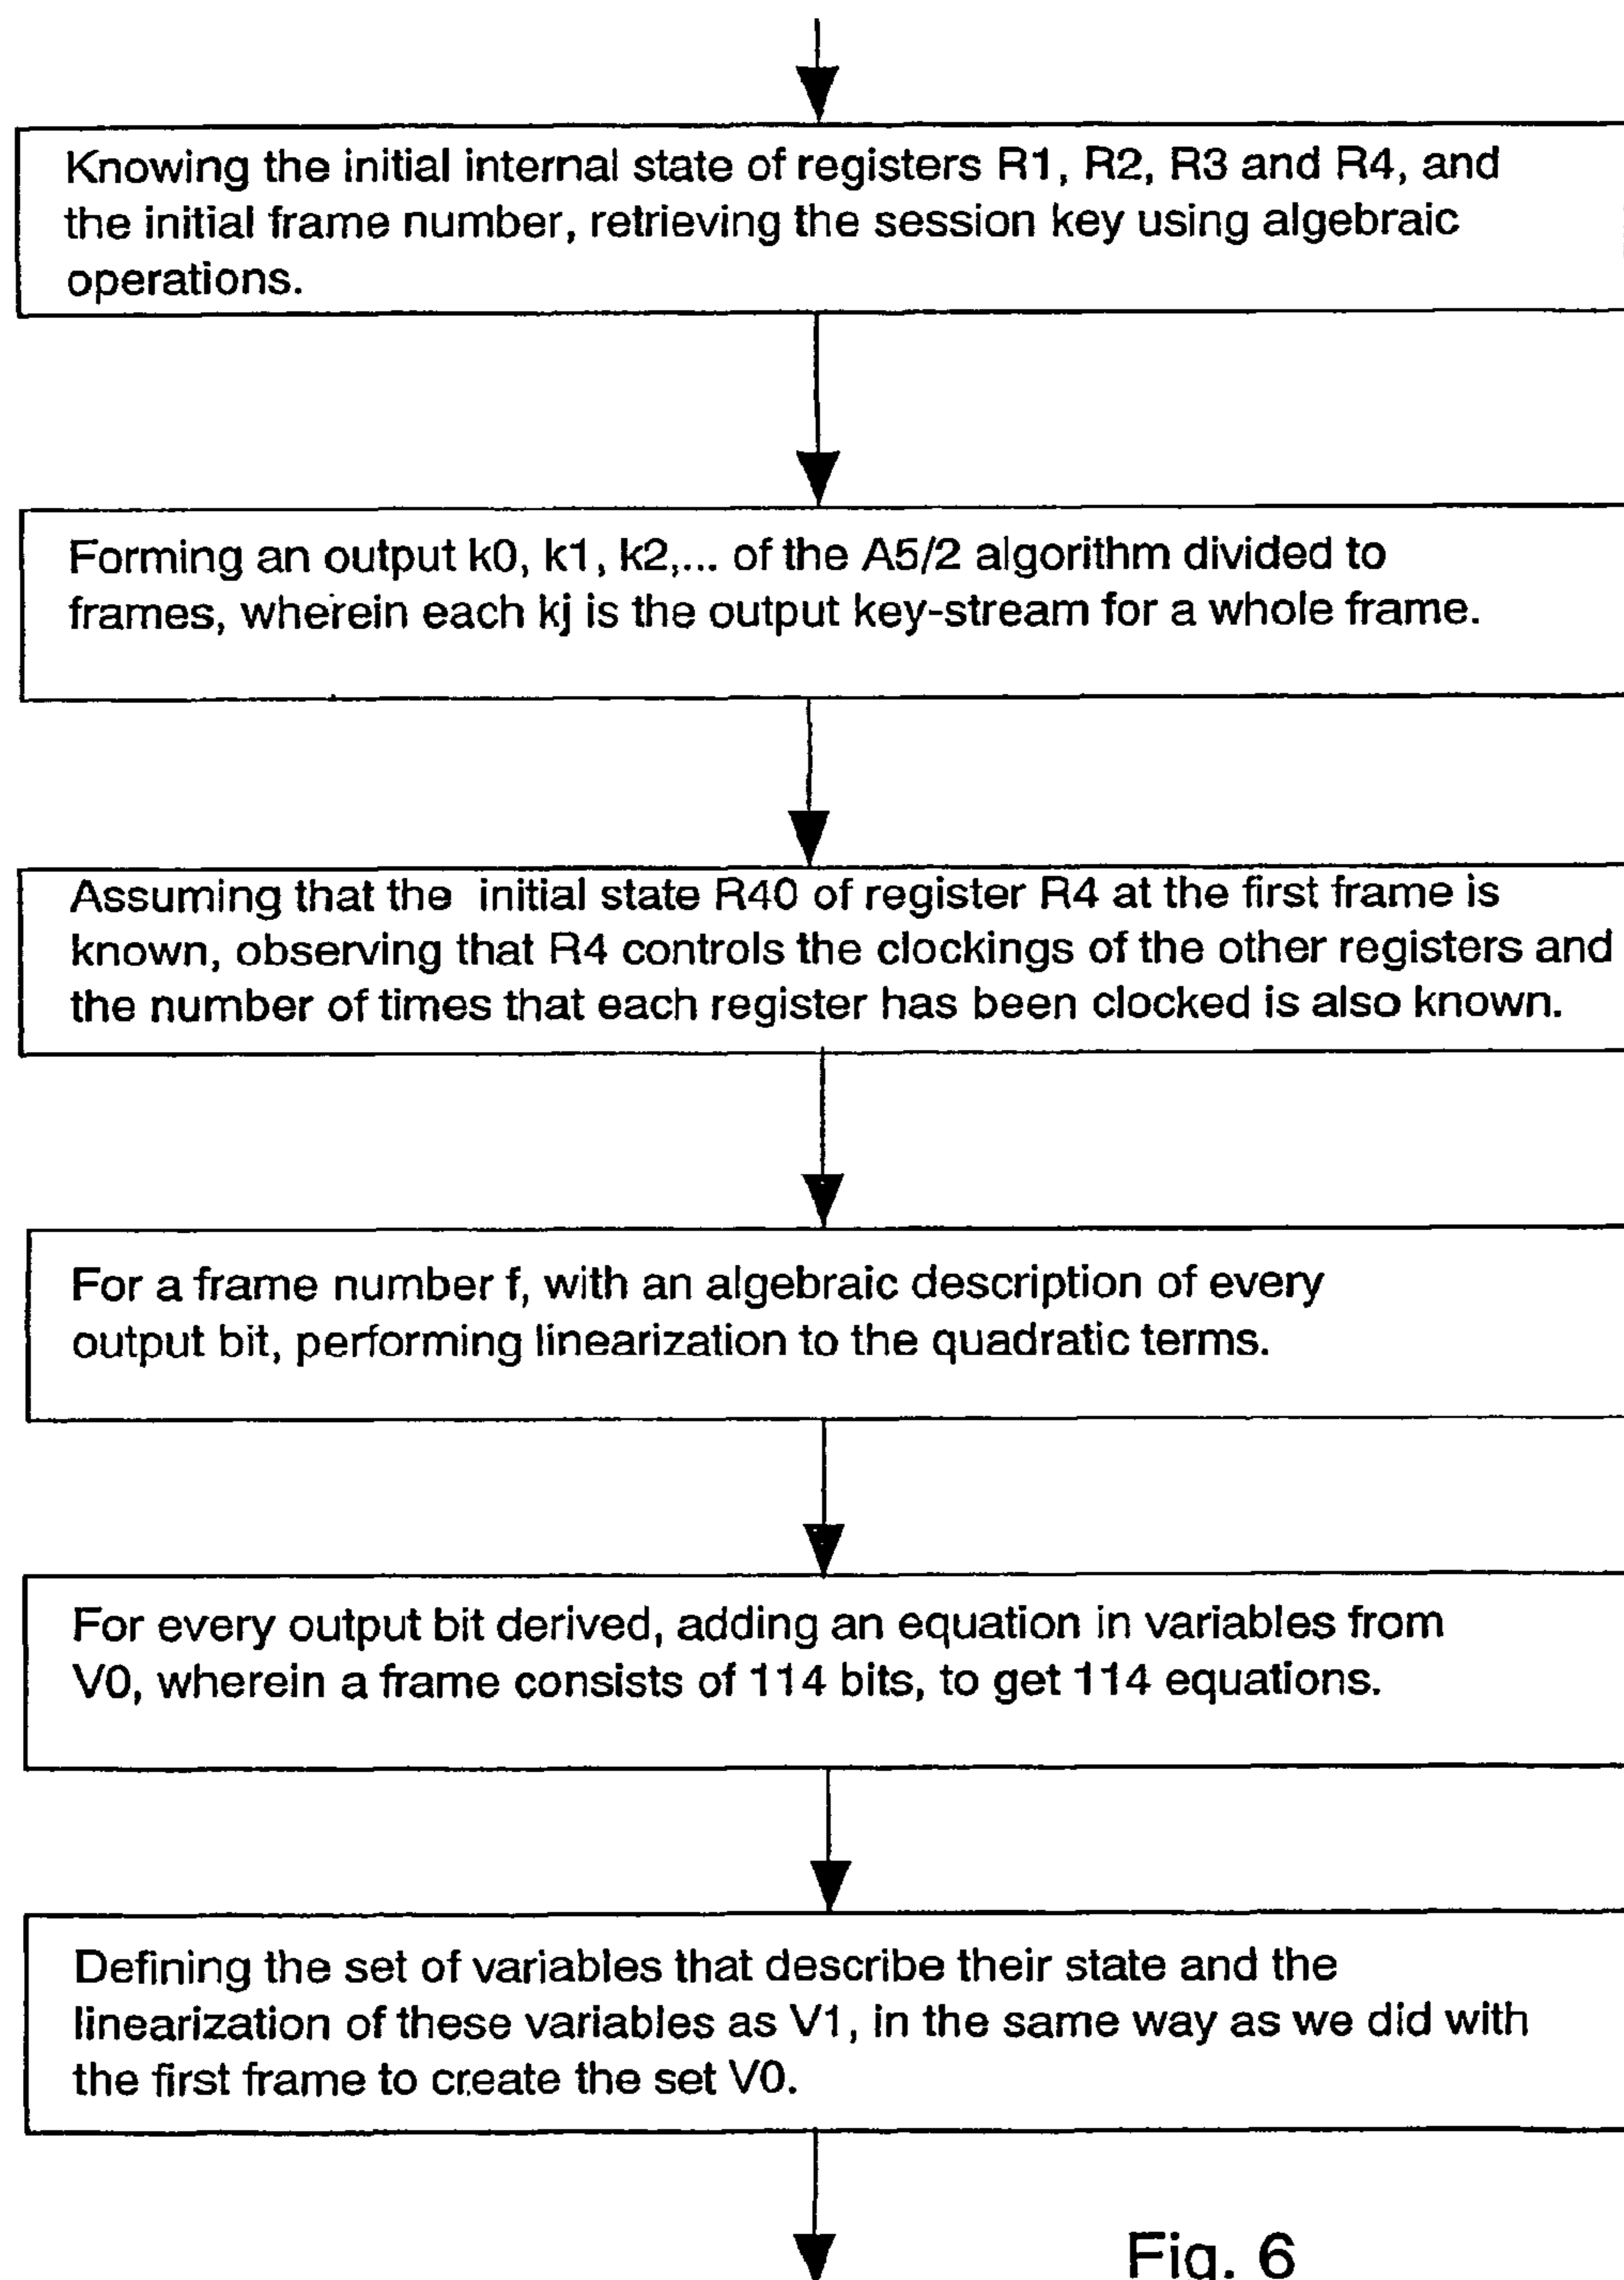 Knowing the initial internal state of registers R1, R2, R3 and R4, and
the initial frame number, retrieving the session key using algebraic
operations.
Forming an output k0, k1, k2,... of the A5/2 algorithm divided to
frames, wherein each kj is the output key-stream for a whole frame.
Assuming that the initial state R40 of register R4 at the first frame is
known, observing that R4 controls the clockings of the other registers and
the number of times that each register has been clocked is also known.
For a frame number f, with an algebraic description of every
output bit, performing linearization to the quadratic terms.
For every output bit derived, adding an equation in variables from
V0, wherein a frame consists of 114 bits, to get 114 equations.
Defining the set of variables that describe their state and the
linearization of these variables as V1, in the same way as we did with
the first frame to create the set V0.
Fig. 6